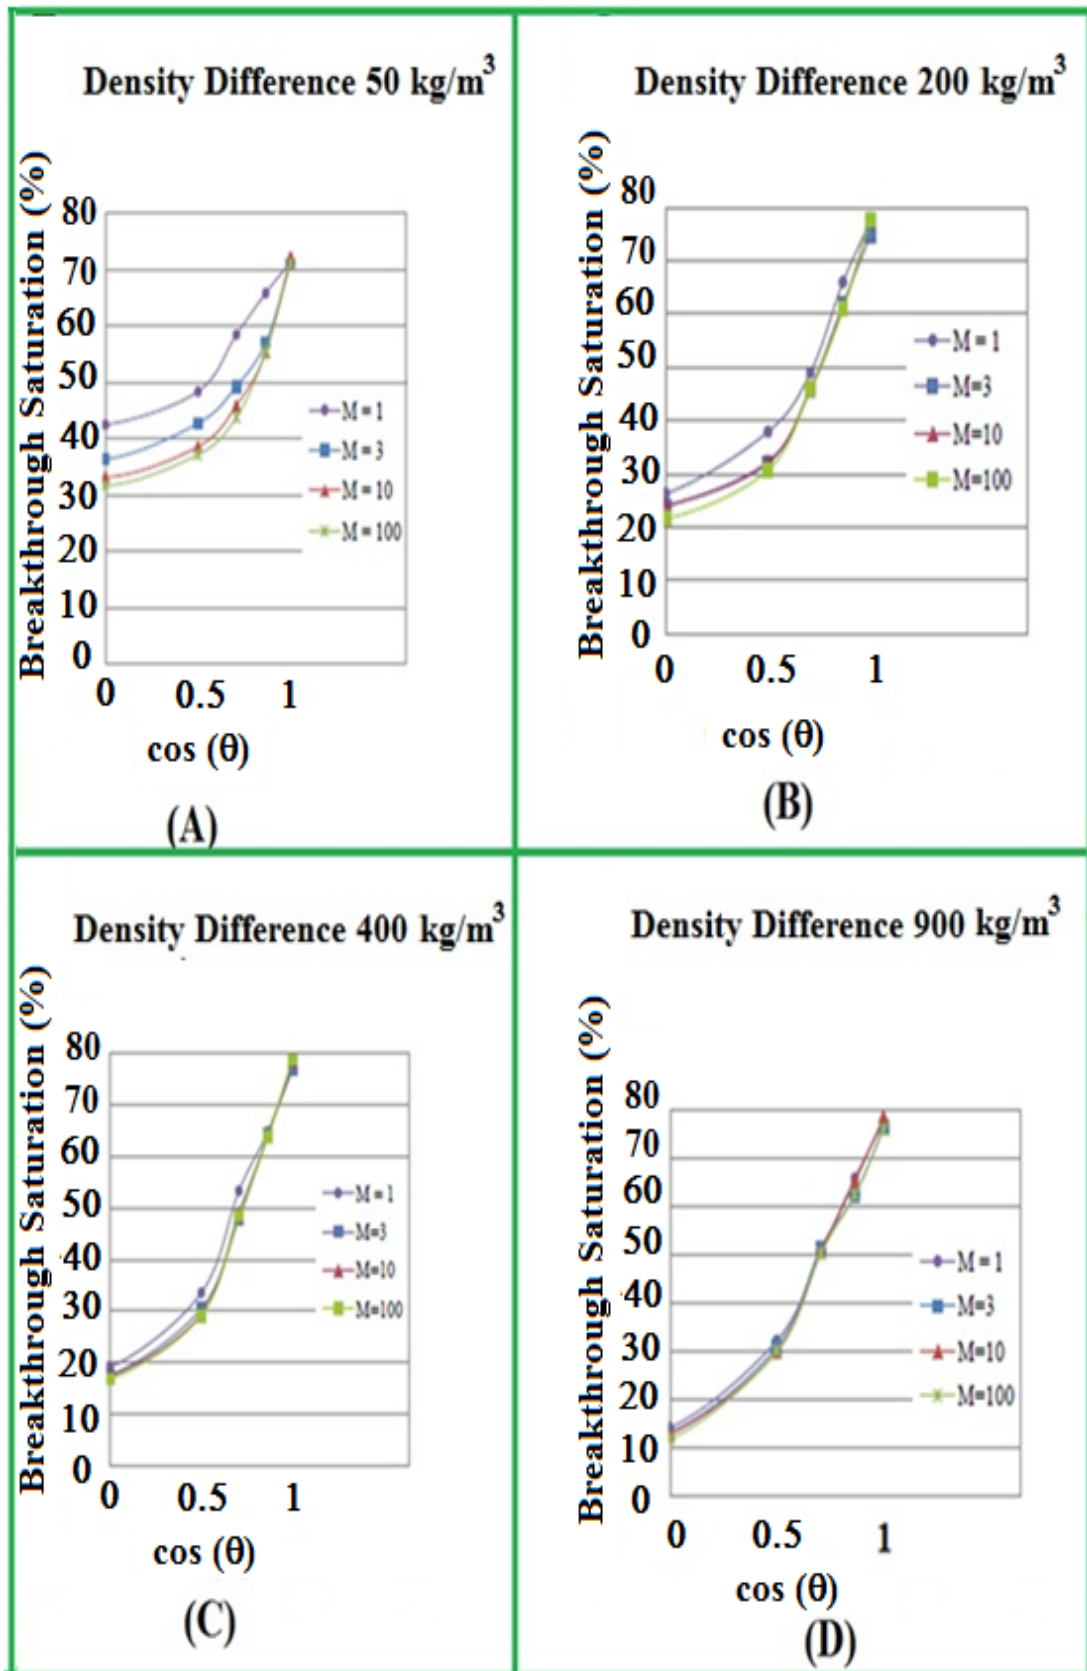 Density Difference 50 kg/m³
Breakthrough Saturation (%)
80
70
60
50
40
30
20
10
0
0 0.5 1
cos (θ)
M = 1
M = 3
M = 10
M = 100
(A)
Density Difference 200 kg/m³
Breakthrough Saturation (%)
80
70
60
50
40
30
20
10
0
0 0.5 1
cos (θ)
M = 1
M=3
M=10
M=100
(B)
Density Difference 400 kg/m³
Breakthrough Saturation (%)
80
70
60
50
40
30
20
10
0
0 0.5 1
cos (θ)
M = 1
M=3
M=10
M=100
(C)
Density Difference 900 kg/m³
Breakthrough Saturation (%)
80
70
60
50
40
30
20
10
0
0 0.5 1
cos (θ)
M = 1
M=3
M=10
M=100
(D)